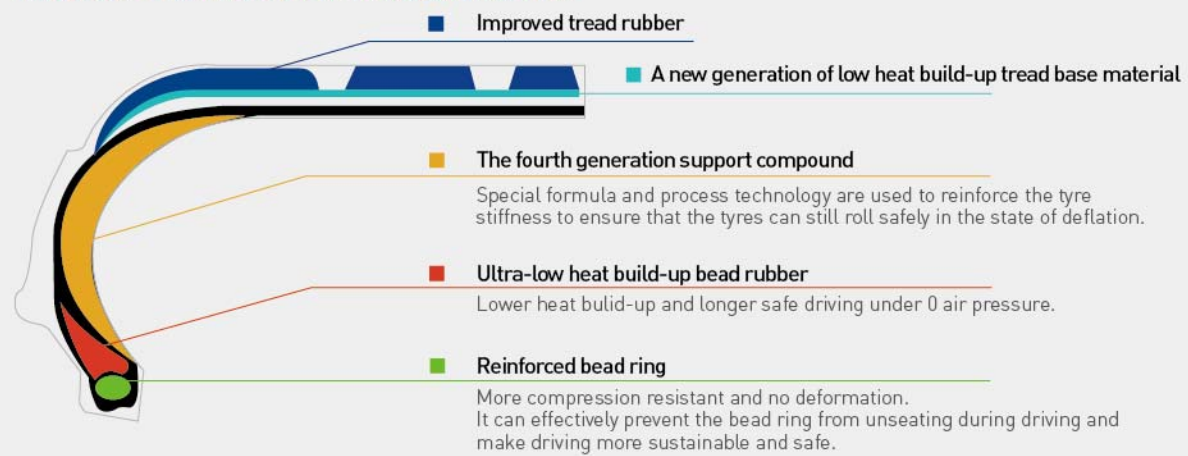 Improved tread rubber
A new generation of low heat build-up tread base material
The fourth generation support compound
Special formula and process technology are used to reinforce the tyre
stiffness to ensure that the tyres can still roll safely in the state of deflation.
Ultra-low heat build-up bead rubber
Lower heat bulid-up and longer safe driving under 0 air pressure.
Reinforced bead ring
More compression resistant and no deformation.
It can effectively prevent the bead ring from unseating during driving and
make driving more sustainable and safe.